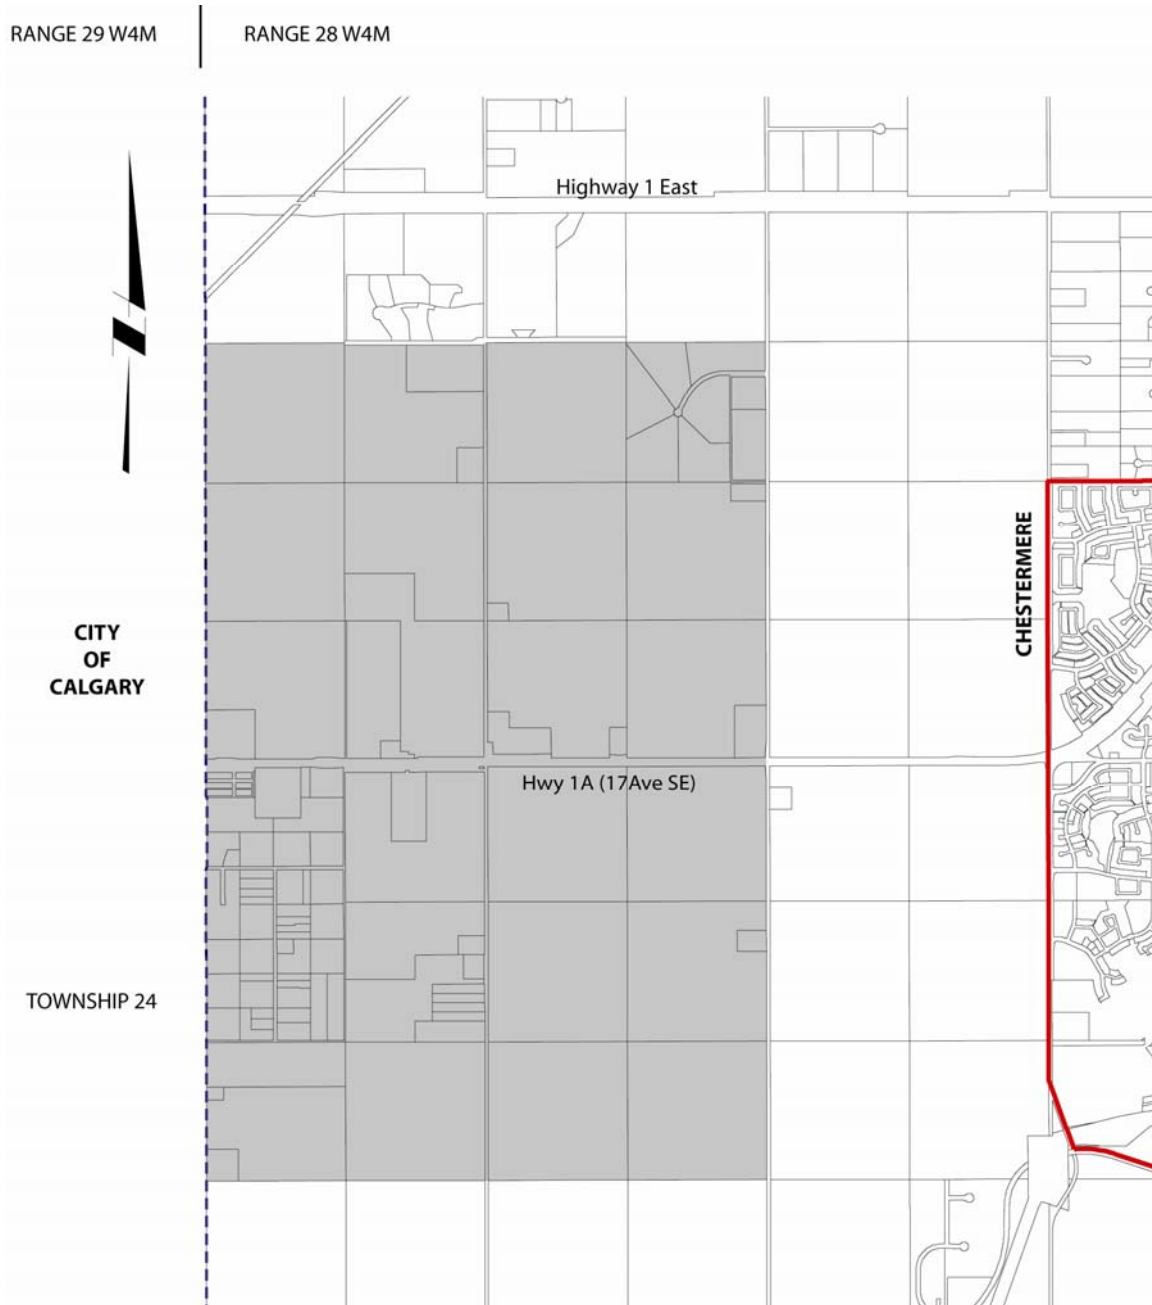 RANGE 29 W4M
RANGE 28 W4M
Highway 1 East
CHESTERMERE
CITY
OF
CALGARY
Hwy 1A (17Ave SE)
TOWNSHIP 24